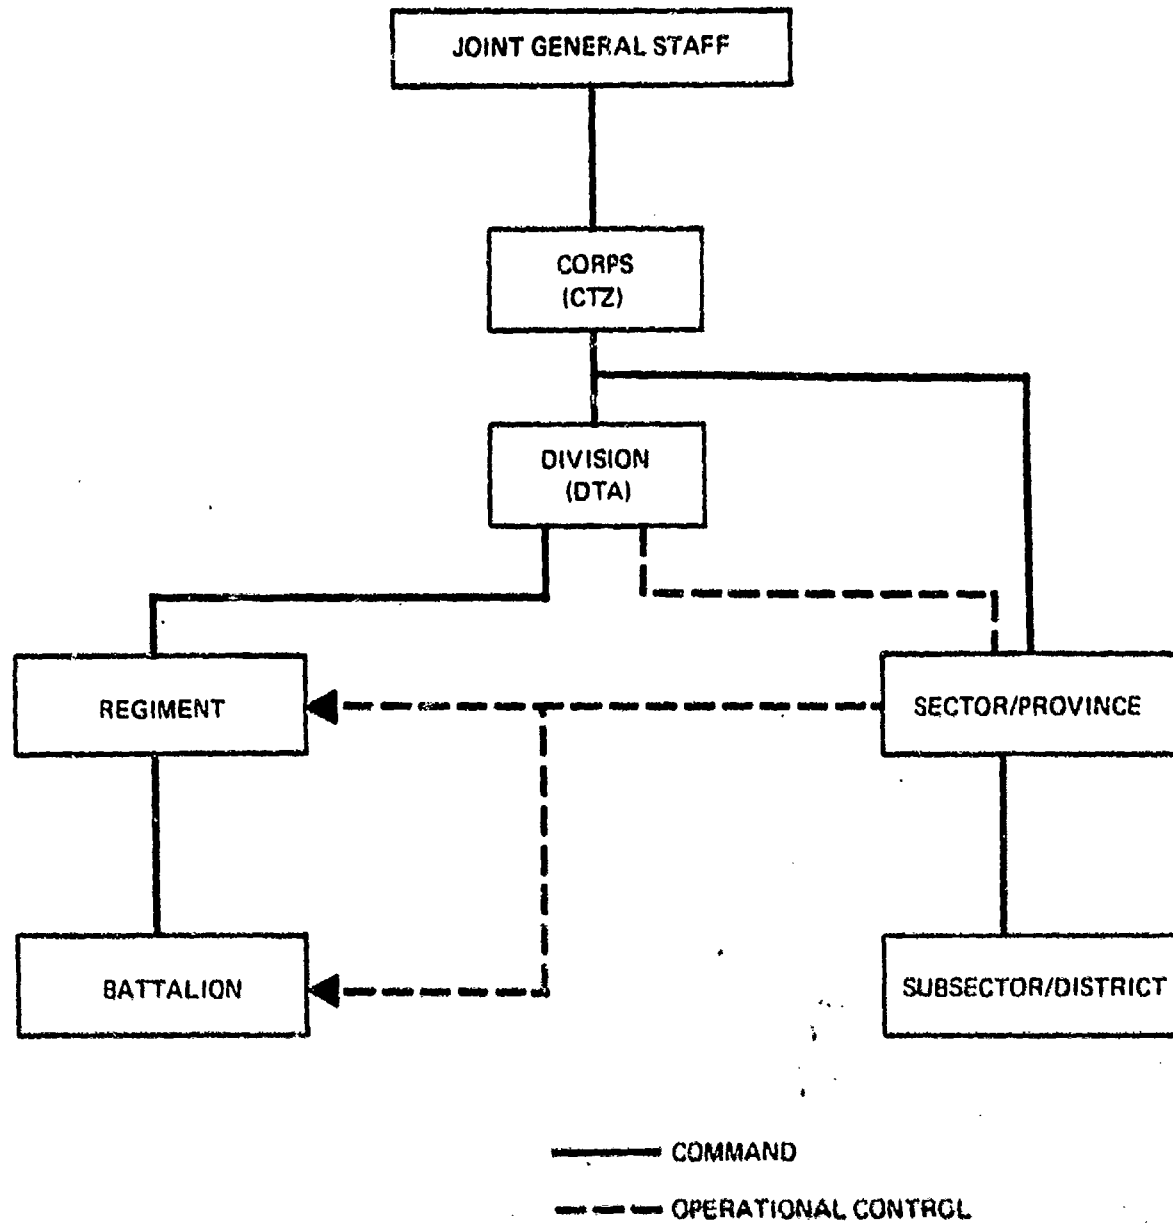 JOINT GENERAL STAFF
CORPS
(CTZ)
DIVISION
(DTA)
REGIMENT
SECTOR/PROVINCE
BATTALION
SUBSECTOR/DISTRICT
COMMAND
OPERATIONAL CONTROL